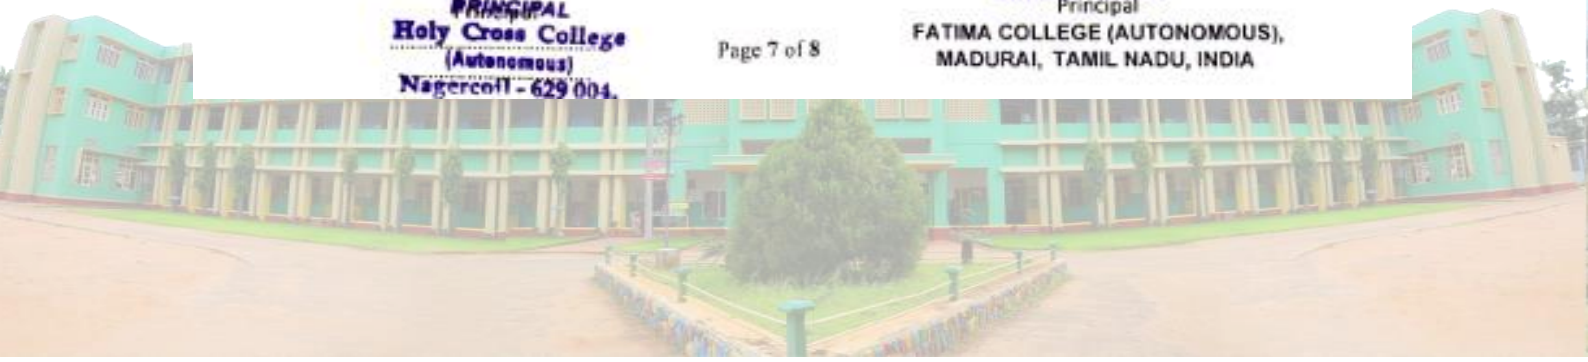 PRINCIPAL
Principal
Holy Cross College
(Autonomous)
Nagercoil - 629 004.
Page 7 of 8
Principal
FATIMA COLLEGE (AUTONOMOUS),
MADURAI, TAMIL NADU, INDIA